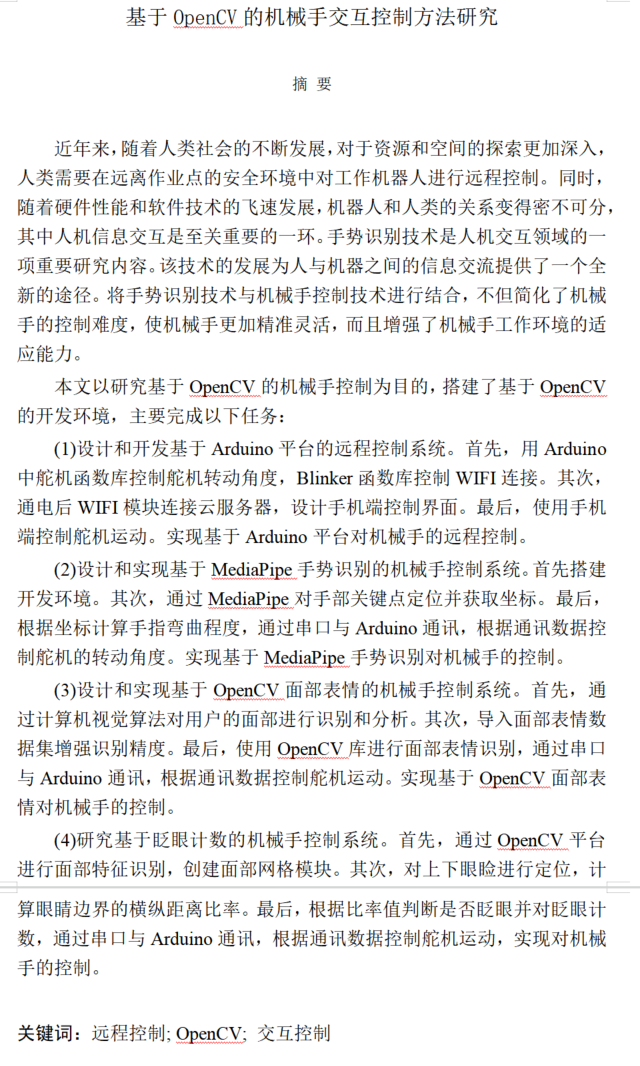 基于 OpenCV 的机械手交互控制方法研究
摘 要
近年来,随着人类社会的不断发展,对于资源和空间的探索更加深入,
人类需要在远离作业点的安全环境中对工作机器人进行远程控制。同时,
随着硬件性能和软件技术的飞速发展,机器人和人类的关系变得密不可分,
其中人机信息交互是至关重要的一环。手势识别技术是人机交互领域的一
项重要研究内容。该技术的发展为人与机器之间的信息交流提供了一个全
新的途径。将手势识别技术与机械手控制技术进行结合，不但简化了机械
手的控制难度，使机械手更加精准灵活，而且增强了机械手工作环境的适
应能力。
本文以研究基于 OpenCV 的机械手控制为目的，搭建了基于 OpenCV
的开发环境，主要完成以下任务：
(1)设计和开发基于 Arduino 平台的远程控制系统。首先，用 Arduino
中舵机函数库控制舵机转动角度，Blinker 函数库控制 WIFI 连接。其次，
通电后 WIFI 模块连接云服务器，设计手机端控制界面。最后，使用手机
端控制舵机运动。实现基于 Arduino 平台对机械手的远程控制。
(2)设计和实现基于 MediaPipe 手势识别的机械手控制系统。首先搭建
开发环境。其次，通过 MediaPipe 对手部关键点定位并获取坐标。最后，
根据坐标计算手指弯曲程度，通过串口与 Arduino 通讯，根据通讯数据控
制舵机的转动角度。实现基于 MediaPipe 手势识别对机械手的控制。
(3)设计和实现基于 OpenCV 面部表情的机械手控制系统。首先，通
过计算机视觉算法对用户的面部进行识别和分析。其次，导入面部表情数
据集增强识别精度。最后，使用 OpenCV 库进行面部表情识别，通过串口
与 Arduino 通讯，根据通讯数据控制舵机运动。实现基于 OpenCV 面部表
情对机械手的控制。
(4)研究基于眨眼计数的机械手控制系统。首先，通过 OpenCV 平台
进行面部特征识别，创建面部网格模块。其次，对上下眼睑进行定位，计
算眼睛边界的横纵距离比率。最后，根据比率值判断是否眨眼并对眨眼计
数，通过串口与 Arduino 通讯，根据通讯数据控制舵机运动，实现对机械
手的控制。
关键词：远程控制; OpenCV; 交互控制